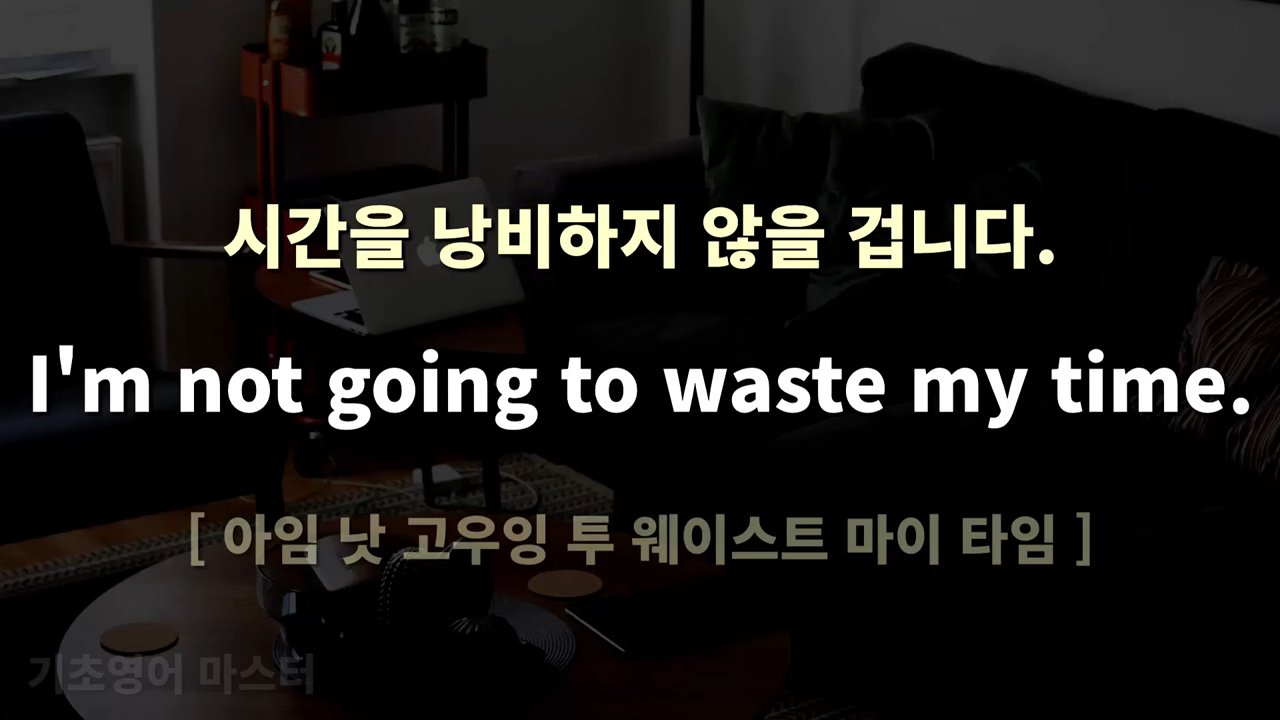 시간을 낭비하지 않을 겁니다.
I'm not going to waste my time.
[ 아임 낫 고우잉 투 웨이스트 마이 타임 ]
기초영어 마스터